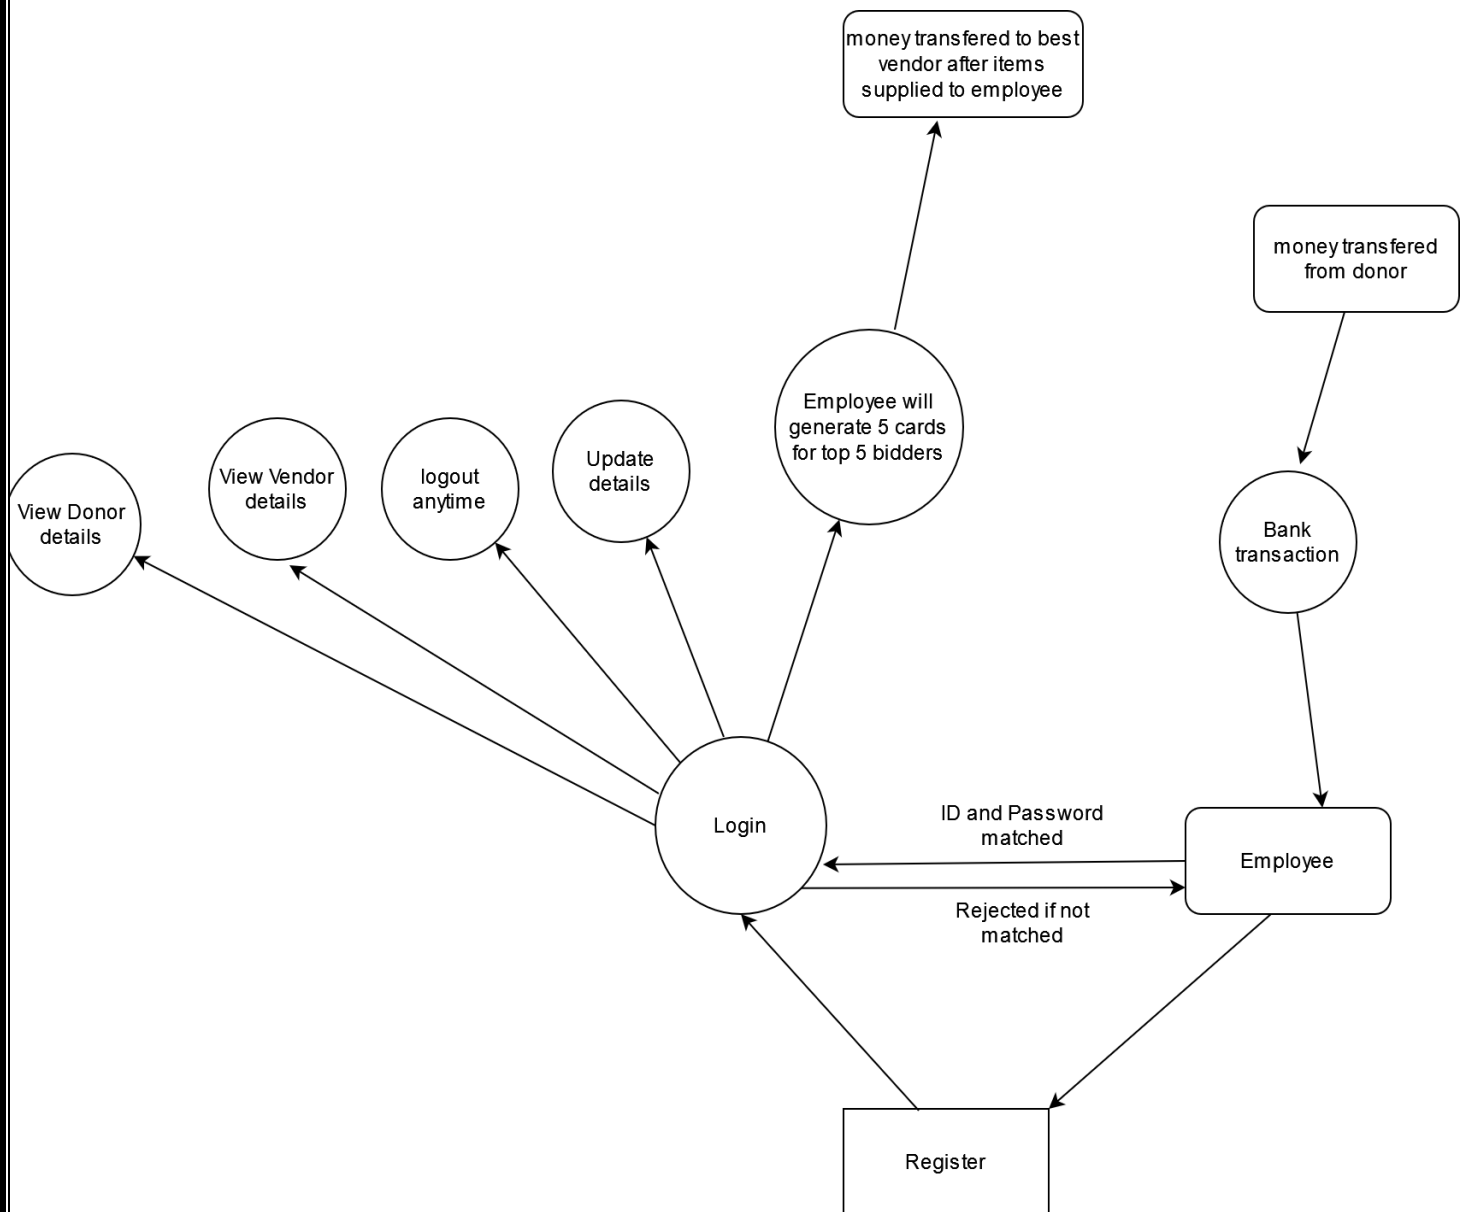 money transfered to best
vendor after items
supplied to employee
money transfered
from donor
Employee will
generate 5 cards
for top 5 bidders
Update
details
logout
anytime
View Vendor
details
View Donor
details
Bank
transaction
Login
ID and Password
matched
Rejected if not
matched
Employee
Register